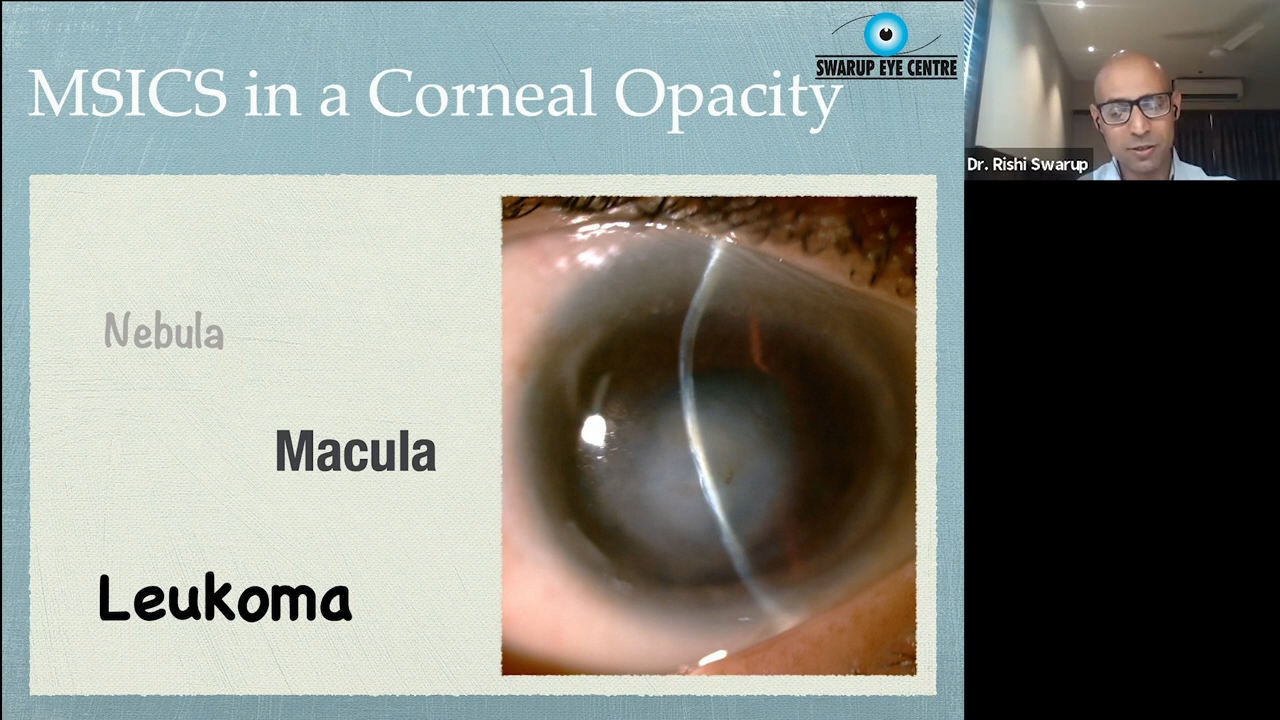 MSICS in a Corneal Opacity
SWARUP EYE CENTRE
Dr. Rishi Swarup
Nebula
Macula
Leukoma